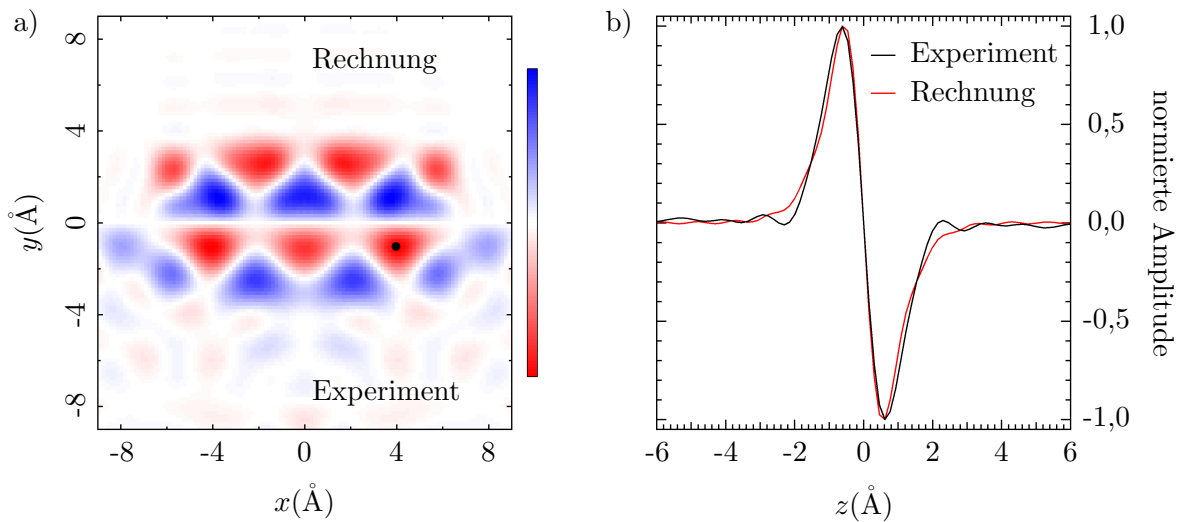 a)
8
4
0
-4
-8
y(Å)
-8
-4
0
4
8
x(Å)
Rechnung
Experiment
b)
Experiment
Rechnung
1,0
0,5
0,0
-0,5
-1,0
normierte Amplitude
-6
-4
-2
0
2
4
6
z(Å)